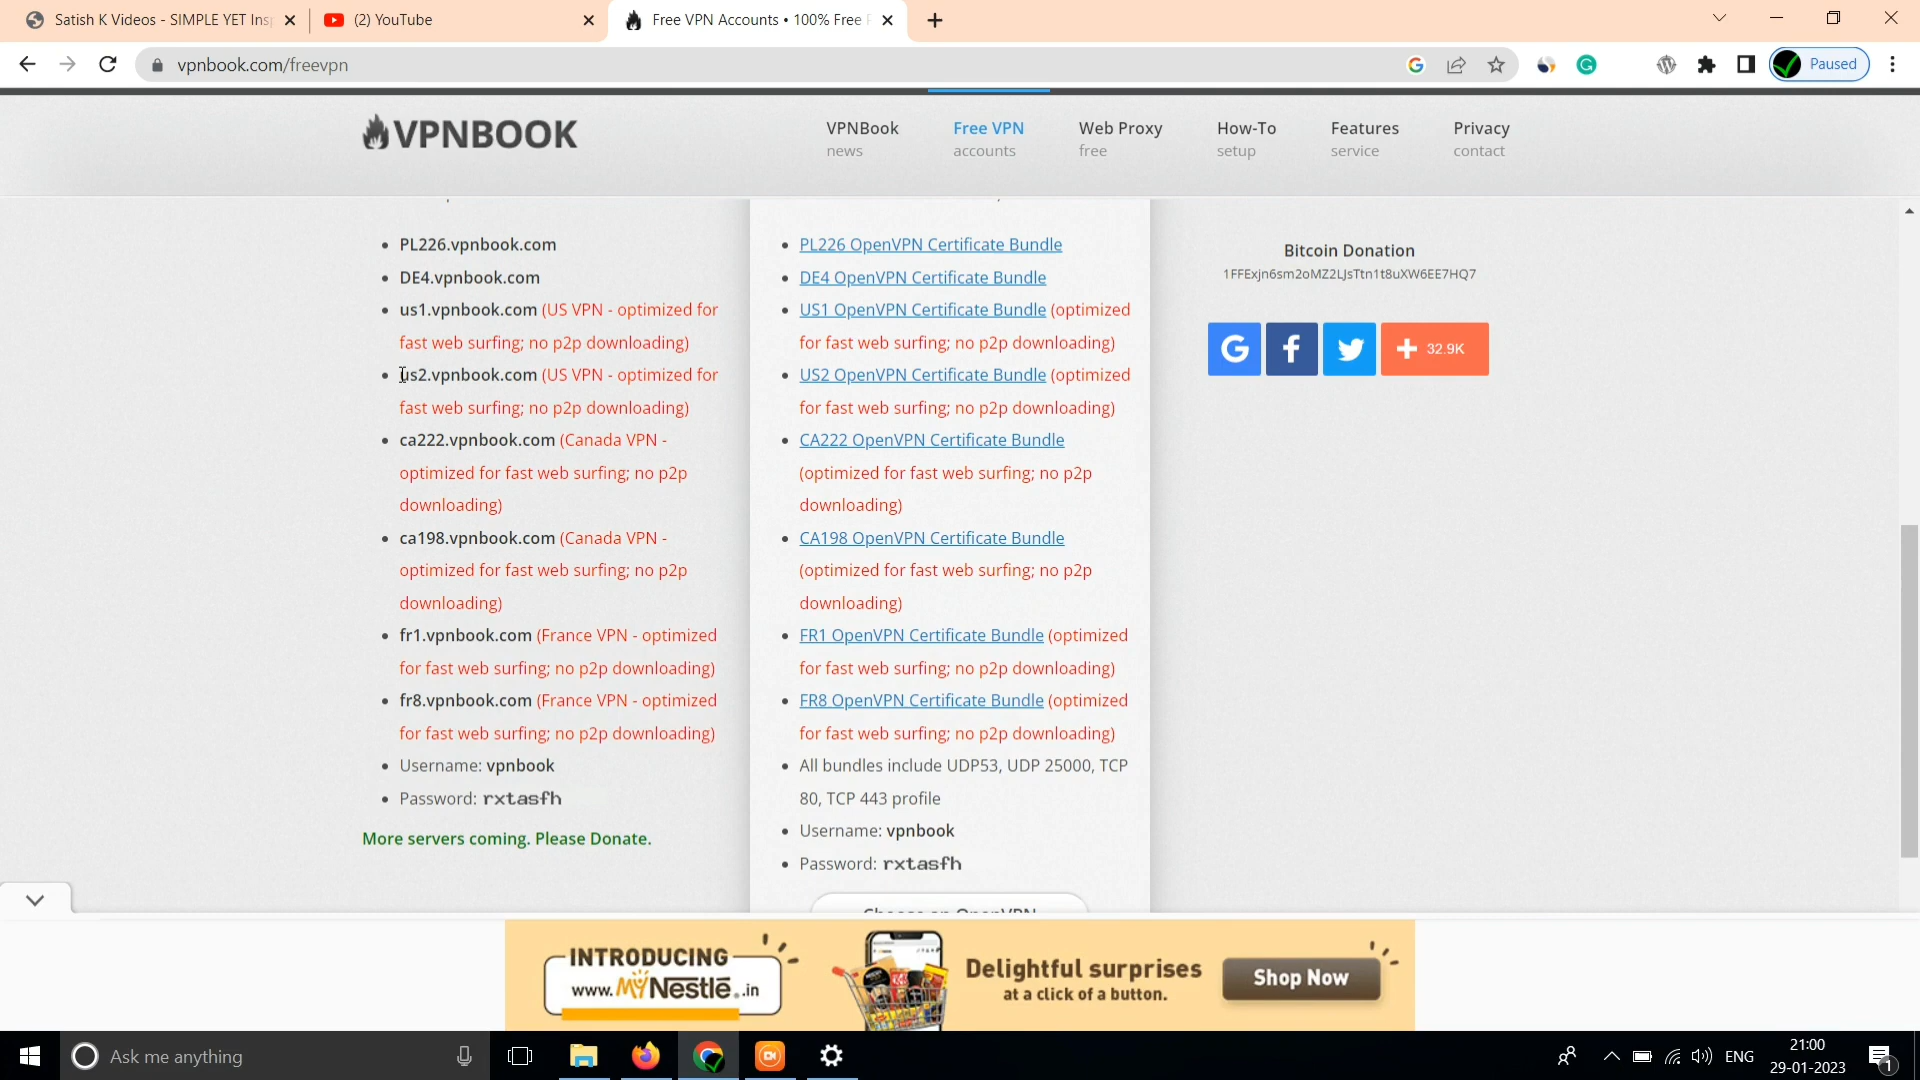 Satish K Videos - SIMPLE YET Ins
(2) YouTube
Free VPN Accounts • 100% Free
vpnbook.com/freevpn
Paused
VPNBOOK
VPNBook
news
Free VPN
accounts
Web Proxy
free
How-To
setup
Features
service
Privacy
contact
PL226.vpnbook.com
DE4.vpnbook.com
us1.vpnbook.com (US VPN - optimized for
fast web surfing; no p2p downloading)
us2.vpnbook.com (US VPN - optimized for
fast web surfing; no p2p downloading)
ca222.vpnbook.com (Canada VPN -
optimized for fast web surfing; no p2p
downloading)
ca198.vpnbook.com (Canada VPN -
optimized for fast web surfing; no p2p
downloading)
fr1.vpnbook.com (France VPN - optimized
for fast web surfing; no p2p downloading)
fr8.vpnbook.com (France VPN - optimized
for fast web surfing; no p2p downloading)
Username: vpnbook
Password: rxtasfh
More servers coming. Please Donate.
PL226 OpenVPN Certificate Bundle
DE4 OpenVPN Certificate Bundle
US1 OpenVPN Certificate Bundle (optimized
for fast web surfing; no p2p downloading)
US2 OpenVPN Certificate Bundle (optimized
for fast web surfing; no p2p downloading)
CA222 OpenVPN Certificate Bundle
(optimized for fast web surfing; no p2p
downloading)
CA198 OpenVPN Certificate Bundle
(optimized for fast web surfing; no p2p
downloading)
FR1 OpenVPN Certificate Bundle (optimized
for fast web surfing; no p2p downloading)
FR8 OpenVPN Certificate Bundle (optimized
for fast web surfing; no p2p downloading)
All bundles include UDP53, UDP 25000, TCP
80, TCP 443 profile
Username: vpnbook
Password: rxtasfh
Choose an OpenVPN
Bitcoin Donation
1FFExjn6sm2oMZ2LJsTtn1t8uXW6EE7HQ7
32.9K
INTRODUCING
www.MyNestlé.in
Delightful surprises
at a click of a button.
Shop Now
Ask me anything
ENG
21:00
29-01-2023
1